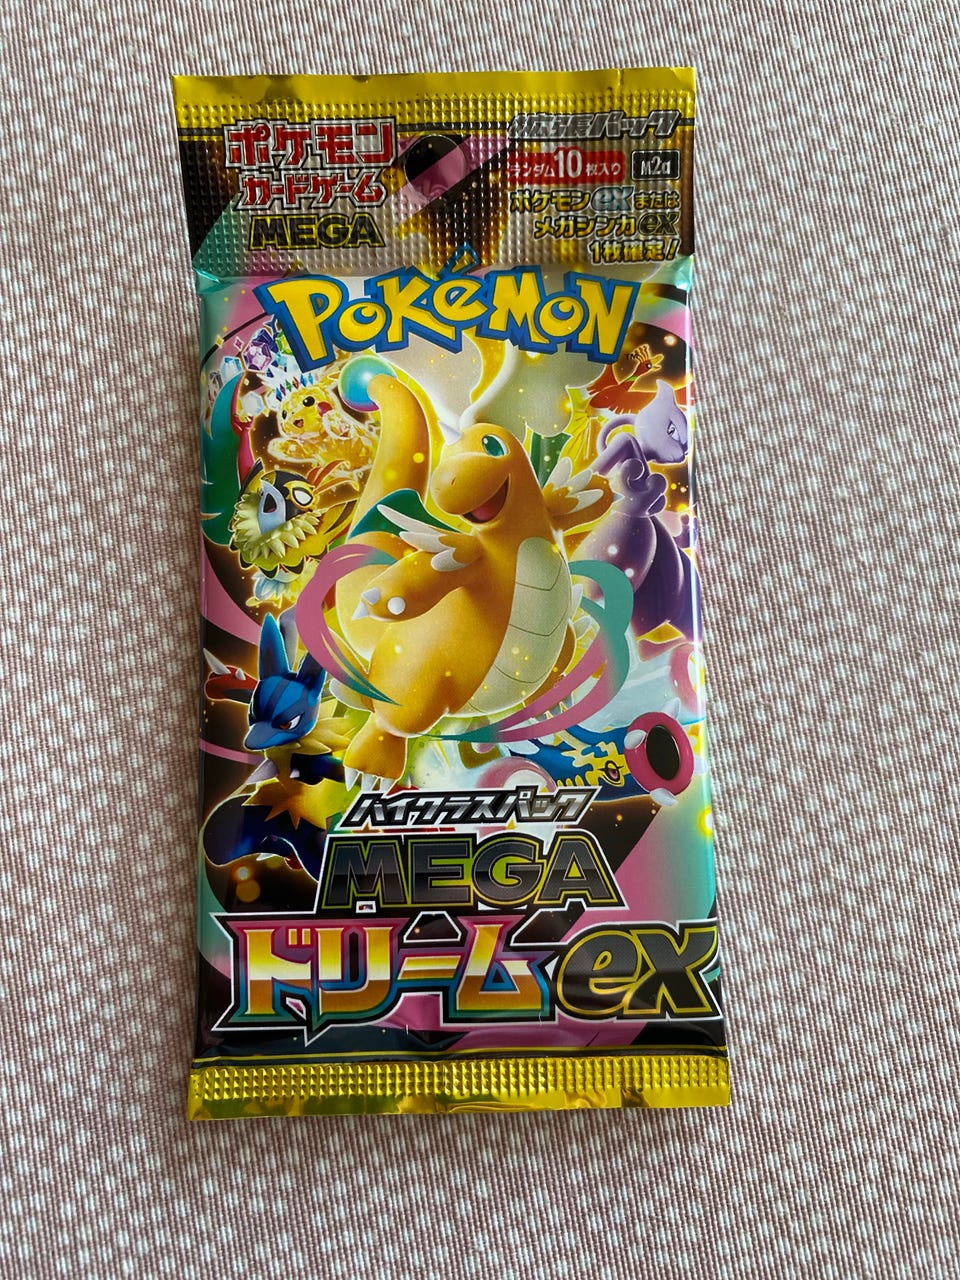 ポケモン
カードゲーム
MEGA
拡張パック
ランダム10枚入り M2a
ポケモンexまたは
メガシンカex
1枚確定!
POKéMON
ハイクラスパック
MEGA
ドリームex